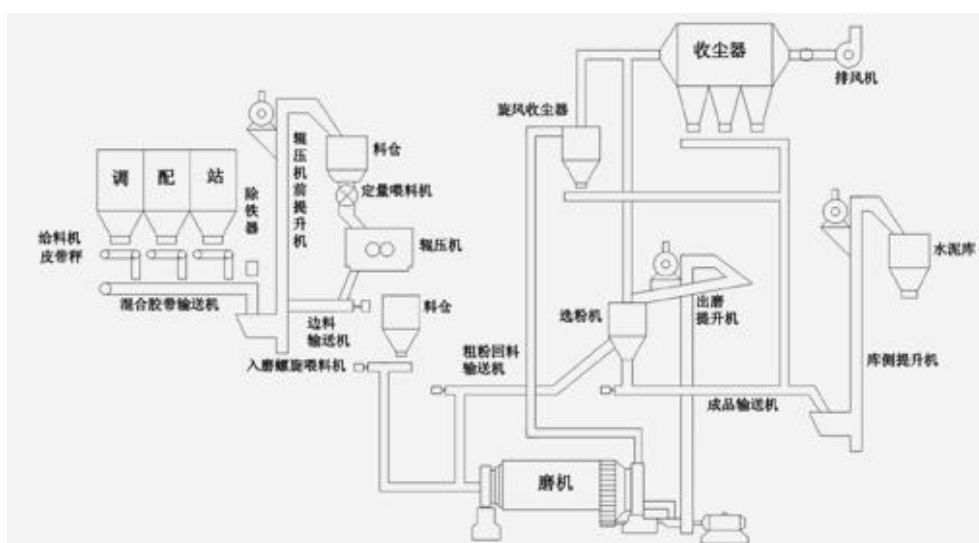 收尘器
排风机
旋风收尘器
辊压机前提升机
料仓
调 配 站
除铁器
定量喂料机
给料机
皮带秤
辊压机
水泥库
混合胶带输送机
边料
输送机
料仓
选粉机
出磨
提升机
入磨螺旋喂料机
粗粉回料
输送机
库侧提升机
成品输送机
磨机